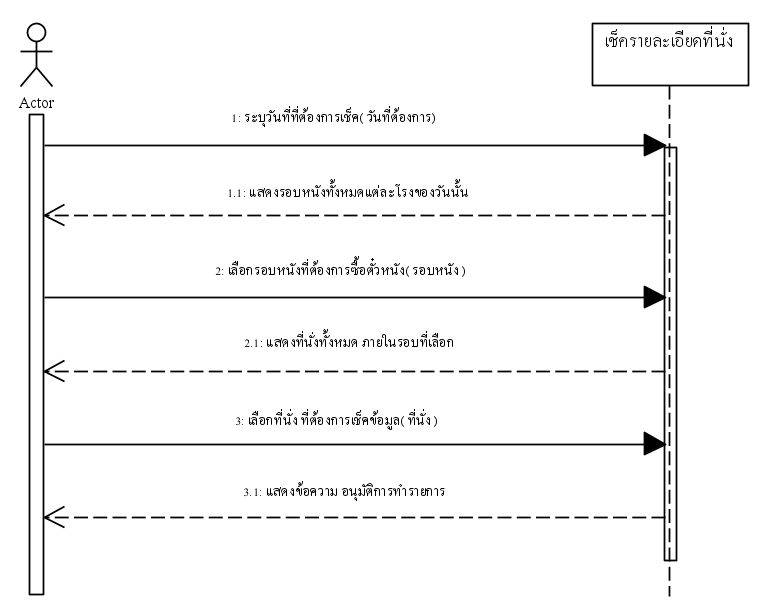 เช็ครายละเอียดที่นั่ง
Actor
1: ระบุวันที่ที่ต้องการเช็ค( วันที่ต้องการ)
1.1: แสดงรอบหนังทั้งหมดแต่ละโรงของวันนั้น
2: เลือกรอบหนังที่ต้องการซื้อตั๋วหนัง( รอบหนัง )
2.1: แสดงที่นั่งทั้งหมด ภายในรอบที่เลือก
3: เลือกที่นั่ง ที่ต้องการเช็คข้อมูล( ที่นั่ง )
3.1: แสดงข้อความ อนุมัติการทำรายการ